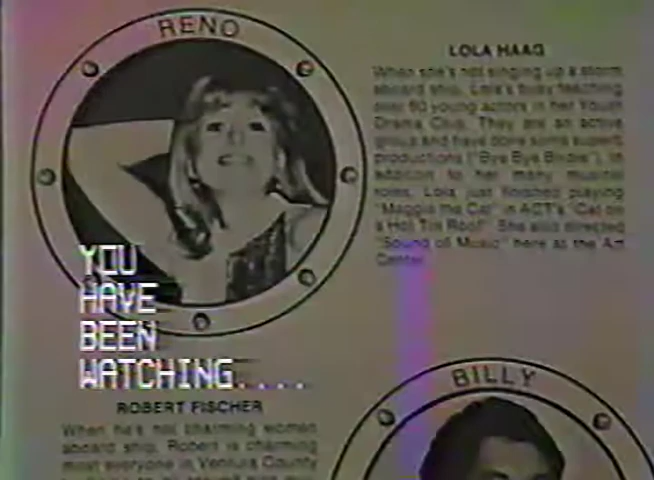 RENO
LOLA HAAG
When she's not singing up a storm
aboard ship, Lola's busy teaching
over 60 young actors in her Youth
Drama Club. They are an active
group and have done some superb
productions ("Bye Bye Birdie"). In
addition to her many musical
roles, Lola just finished playing
"Maggie the Cat" in ACT's "Cat on
a Hot Tin Roof". She also directed
"Sound of Music" here at the Art
Center.
YOU
HAVE
BEEN
WATCHING....
BILLY
ROBERT FISCHER
When he's not charming women
aboard ship, Robert is charming
most everyone in Ventura County